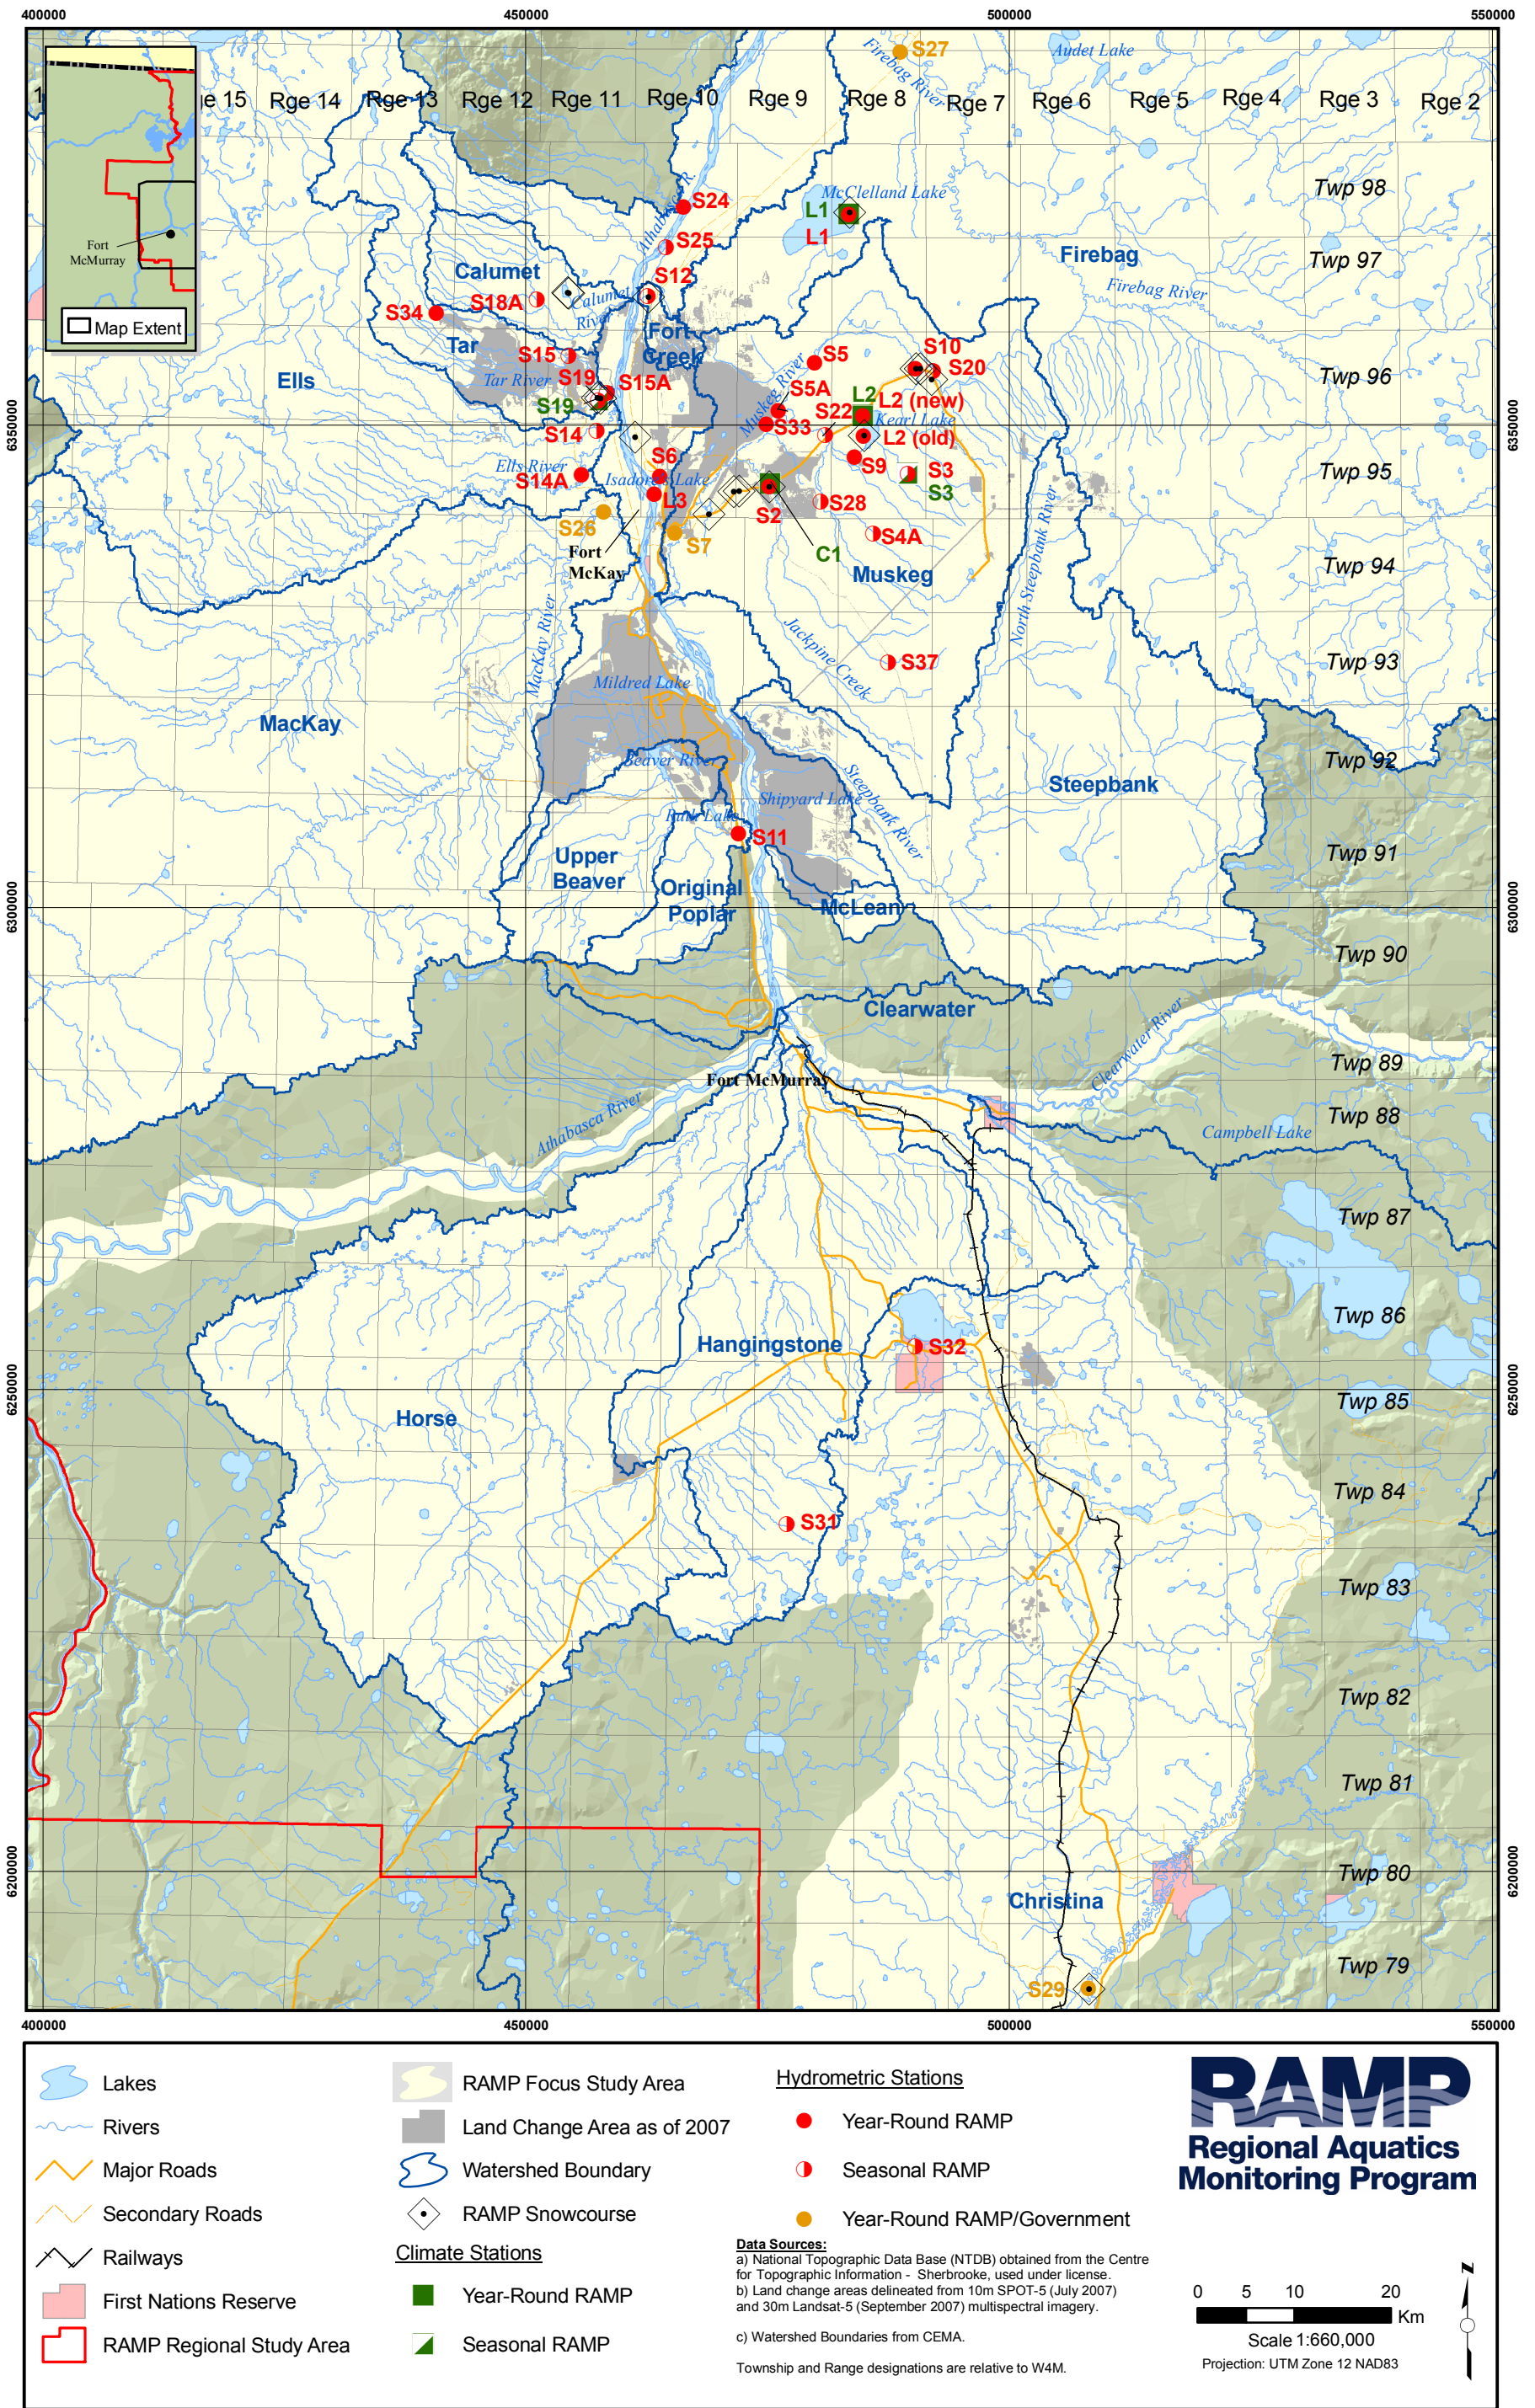 400000
450000
500000
550000
S27
Audet Lake
Firebag River
1
ge 15
Rge 14
Rge 13
Rge 12
Rge 11
Rge 10
Rge 9
Rge 8
Rge 7
Rge 6
Rge 5
Rge 4
Rge 3
Rge 2
Fort
McMurray
Map Extent
Athabasca R.
S24
McClelland Lake
L1
L1
Twp 98
S25
Calumet
Firebag
Twp 97
S12
S18A
Calumet
River
Firebag River
S34
Fort
Creek
Tar
S15
S5
S10
S20
Ells
Tar River
S19
S15A
Muskeg River
S5A
L2
L2 (new)
Twp 96
S19
S22
Kearl Lake
6350000
6350000
S14
S33
L2 (old)
S6
Ells River
S14A
Isadore's Lake
S9
S3
S3
Twp 95
L3
S26
S2
S28
S7
S4A
Fort
McKay
C1
Muskeg
North Steepbank River
Twp 94
MacKay River
Jackpine Creek
S37
Twp 93
Mildred Lake
MacKay
Beaver River
Steepbank River
Twp 92
Steepbank
Shipyard Lake
Ruth Lake
S11
Upper
Beaver
Twp 91
Original
Poplar
McLean
6300000
6300000
Twp 90
Clearwater
Clearwater River
Twp 89
Fort McMurray
Athabasca River
Twp 88
Campbell Lake
Twp 87
Twp 86
Hangingstone
S32
6250000
6250000
Twp 85
Horse
Twp 84
S31
Twp 83
Twp 82
Twp 81
6200000
6200000
Twp 80
Christina
Twp 79
S29
400000
450000
500000
550000
Lakes
Rivers
Major Roads
Secondary Roads
Railways
First Nations Reserve
RAMP Regional Study Area
RAMP Focus Study Area
Land Change Area as of 2007
Watershed Boundary
RAMP Snowcourse
Climate Stations
Year-Round RAMP
Seasonal RAMP
Hydrometric Stations
Year-Round RAMP
Seasonal RAMP
Year-Round RAMP/Government
Data Sources:
a) National Topographic Data Base (NTDB) obtained from the Centre
for Topographic Information - Sherbrooke, used under license.
b) Land change areas delineated from 10m SPOT-5 (July 2007)
and 30m Landsat-5 (September 2007) multispectral imagery.
c) Watershed Boundaries from CEMA.
Township and Range designations are relative to W4M.
RAMP
Regional Aquatics
Monitoring Program
N
0 5 10 20
Km
Scale 1:660,000
Projection: UTM Zone 12 NAD83